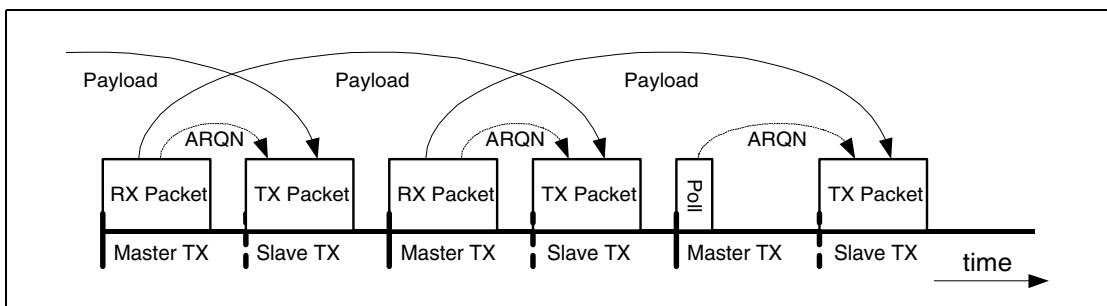 Payload Payload Payload
ARQN ARQN ARQN
RX Packet TX Packet RX Packet TX Packet Poll TX Packet
Master TX Slave TX Master TX Slave TX Master TX Slave TX
time